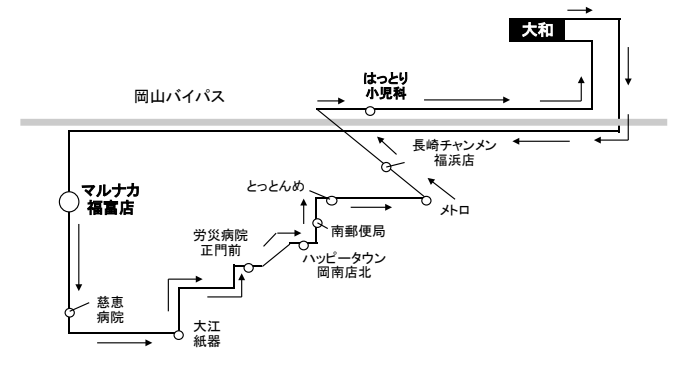 大和
はっとり
小児科
岡山バイパス
長崎チャンメン
福浜店
とっとんめ
マルナカ
福富店
メトロ
労災病院
正門前
南郵便局
ハッピータウン
岡南店北
慈恵
病院
大江
紙器